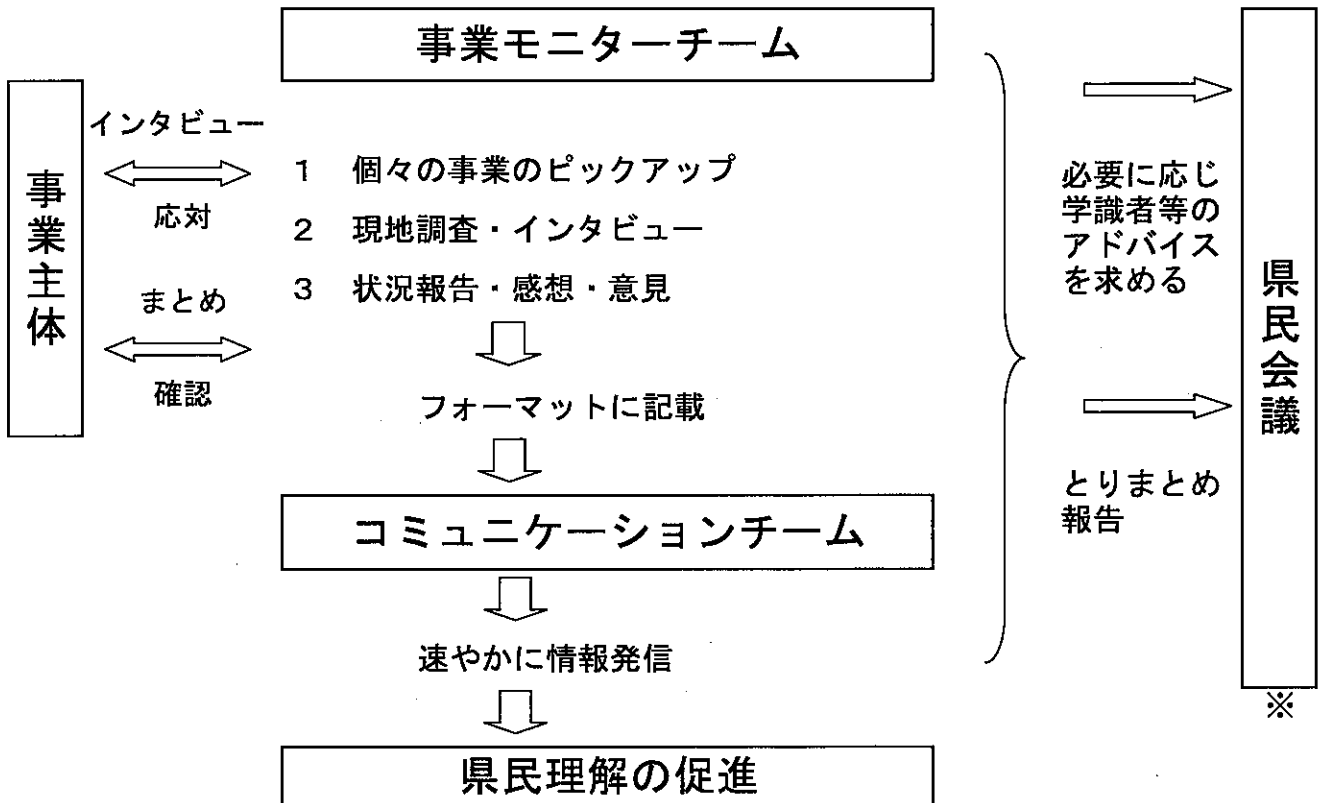 事業モニターチーム
事業主体
インタビュー
応対
まとめ
確認
1 個々の事業のピックアップ
2 現地調査・インタビュー
3 状況報告・感想・意見
フォーマットに記載
コミュニケーションチーム
速やかに情報発信
県民理解の促進
必要に応じ
学識者等の
アドバイス
を求める
とりまとめ
報告
県民会議
※